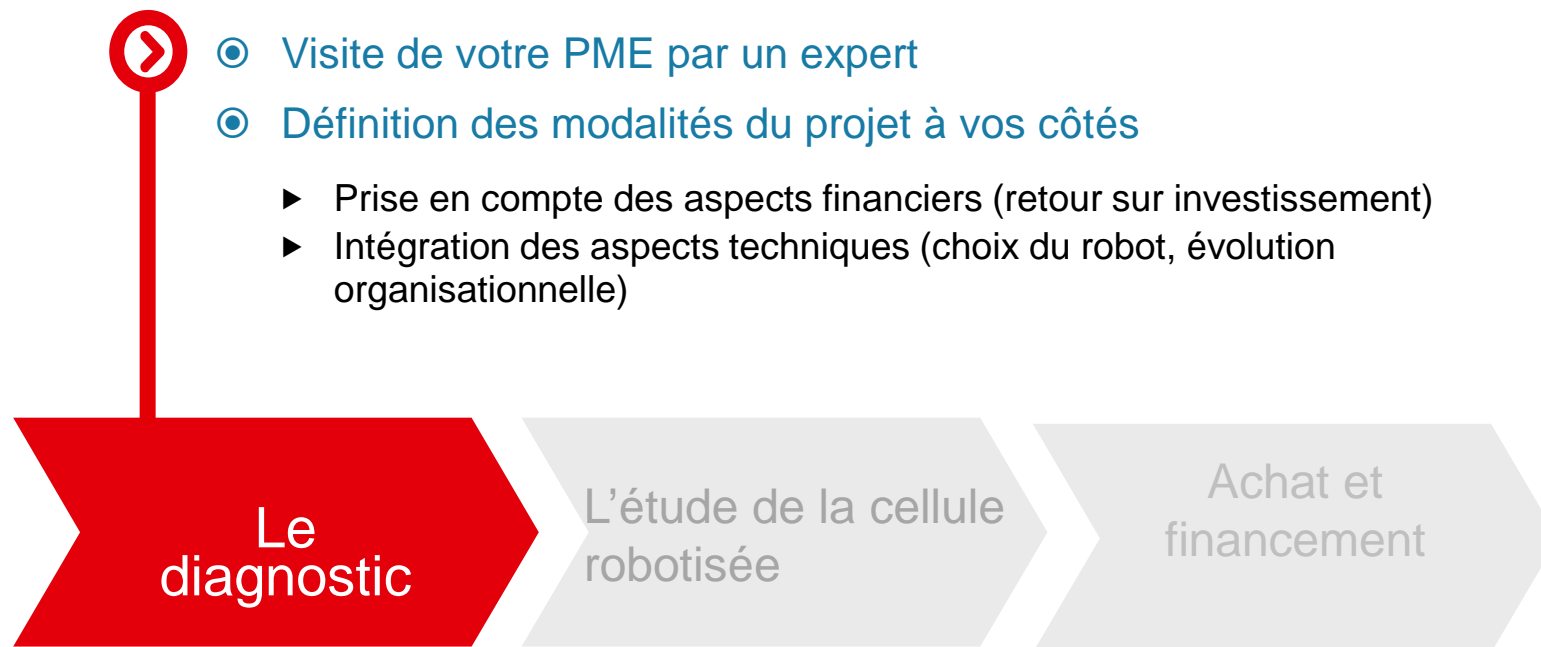 Visite de votre PME par un expert
Définition des modalités du projet à vos côtés
Prise en compte des aspects financiers (retour sur investissement)
Intégration des aspects techniques (choix du robot, évolution
organisationnelle)
Le
diagnostic
L’étude de la cellule
robotisée
Achat et
financement